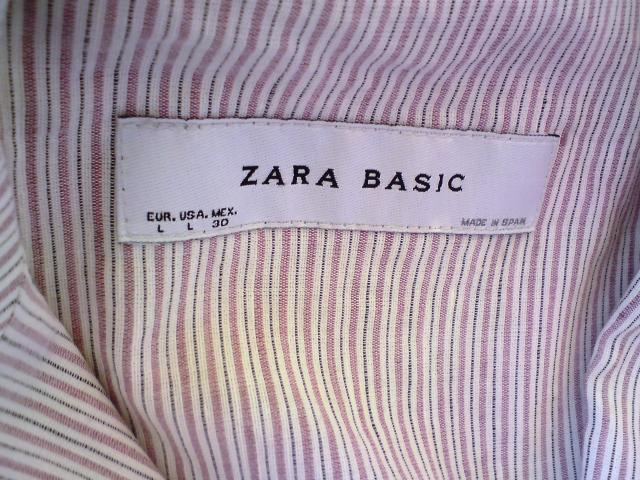 ZARA BASIC
EUR. USA. MEX.
L L 30
MADE IN SPAIN